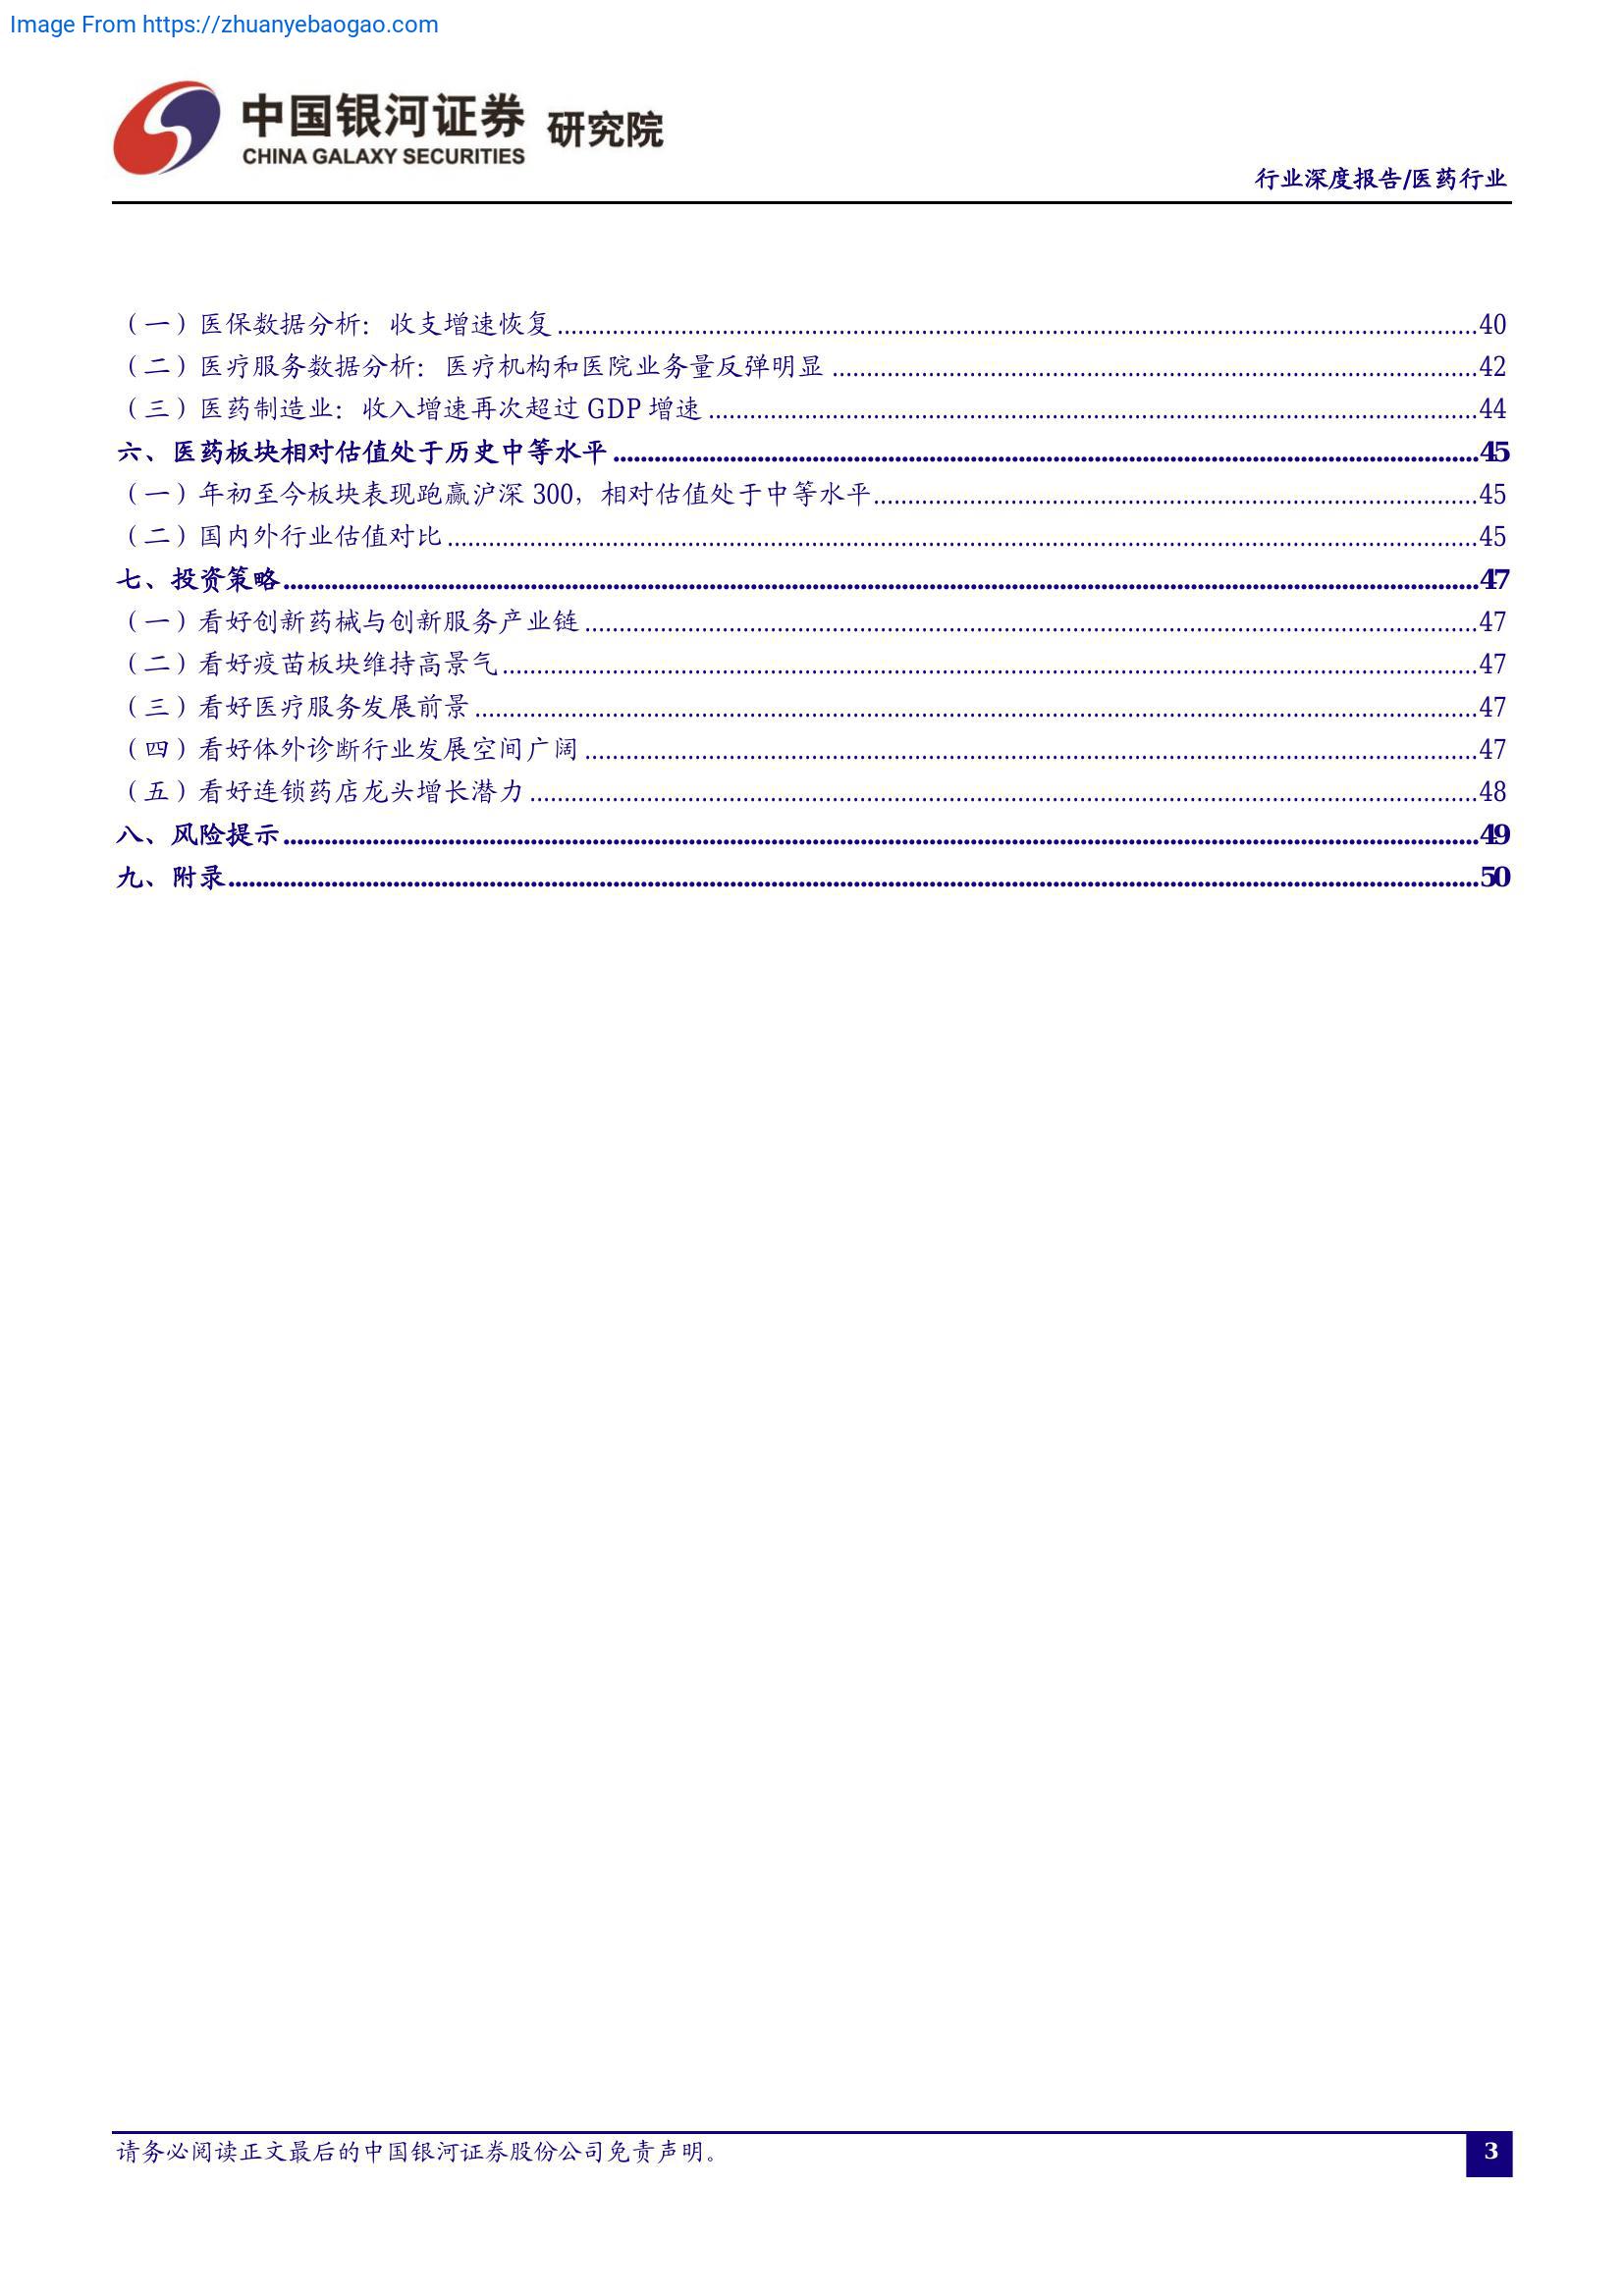 Image From https://zhuanyebaogao.com
中国银河证券 研究院
CHINA GALAXY SECURITIES
行业深度报告/医药行业
（一）医保数据分析：收支增速恢复........40
（二）医疗服务数据分析：医疗机构和医院业务量反弹明显........42
（三）医药制造业：收入增速再次超过 GDP 增速........44
六、医药板块相对估值处于历史中等水平........45
（一）年初至今板块表现跑赢沪深 300，相对估值处于中等水平........45
（二）国内外行业估值对比........45
七、投资策略........47
（一）看好创新药械与创新服务产业链........47
（二）看好疫苗板块维持高景气........47
（三）看好医疗服务发展前景........47
（四）看好体外诊断行业发展空间广阔........47
（五）看好连锁药店龙头增长潜力........48
八、风险提示........49
九、附录........50
请务必阅读正文最后的中国银河证券股份公司免责声明。
3